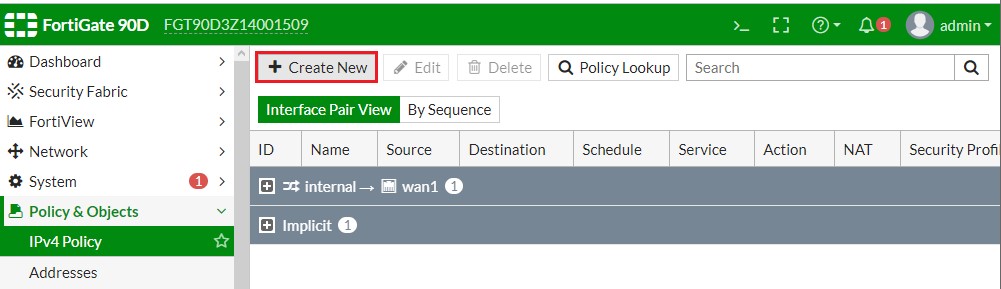 FortiGate 90D FGT90D3Z14001509 >_ 1 admin
Dashboard
Security Fabric
FortiView
Network
System 1
Policy & Objects
IPv4 Policy
Addresses
+ Create New Edit Delete Policy Lookup Search
Interface Pair View By Sequence
ID Name Source Destination Schedule Service Action NAT Security Profi
internal → wan1 1
Implicit 1